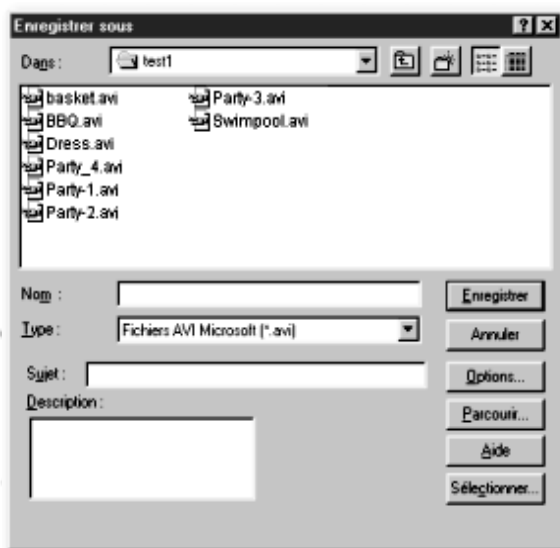 Enregistrer sous
Dans : test1
basket.avi
BBQ.avi
Dress.avi
Party_4.avi
Party-1.avi
Party-2.avi
Party-3.avi
Swimpool.avi
Nom :
Enregistrer
Type : Fichiers AVI Microsoft (*.avi)
Annuler
Sujet :
Options...
Description :
Parcourir...
Aide
Sélectionner...